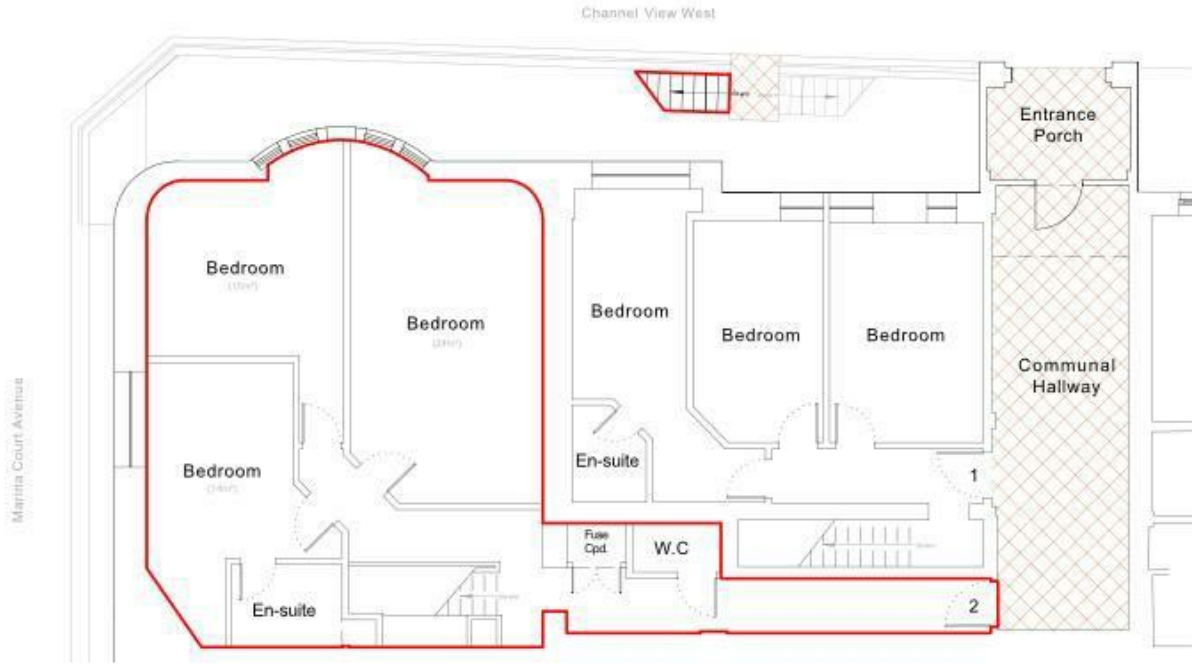 Channel View West
Entrance
Porch
Bedroom
Bedroom
Bedroom
Bedroom
Bedroom
Communal
Hallway
Marina Court Avenue
Bedroom
En-suite
1
Fuse
Cpd.
W.C
En-suite
2